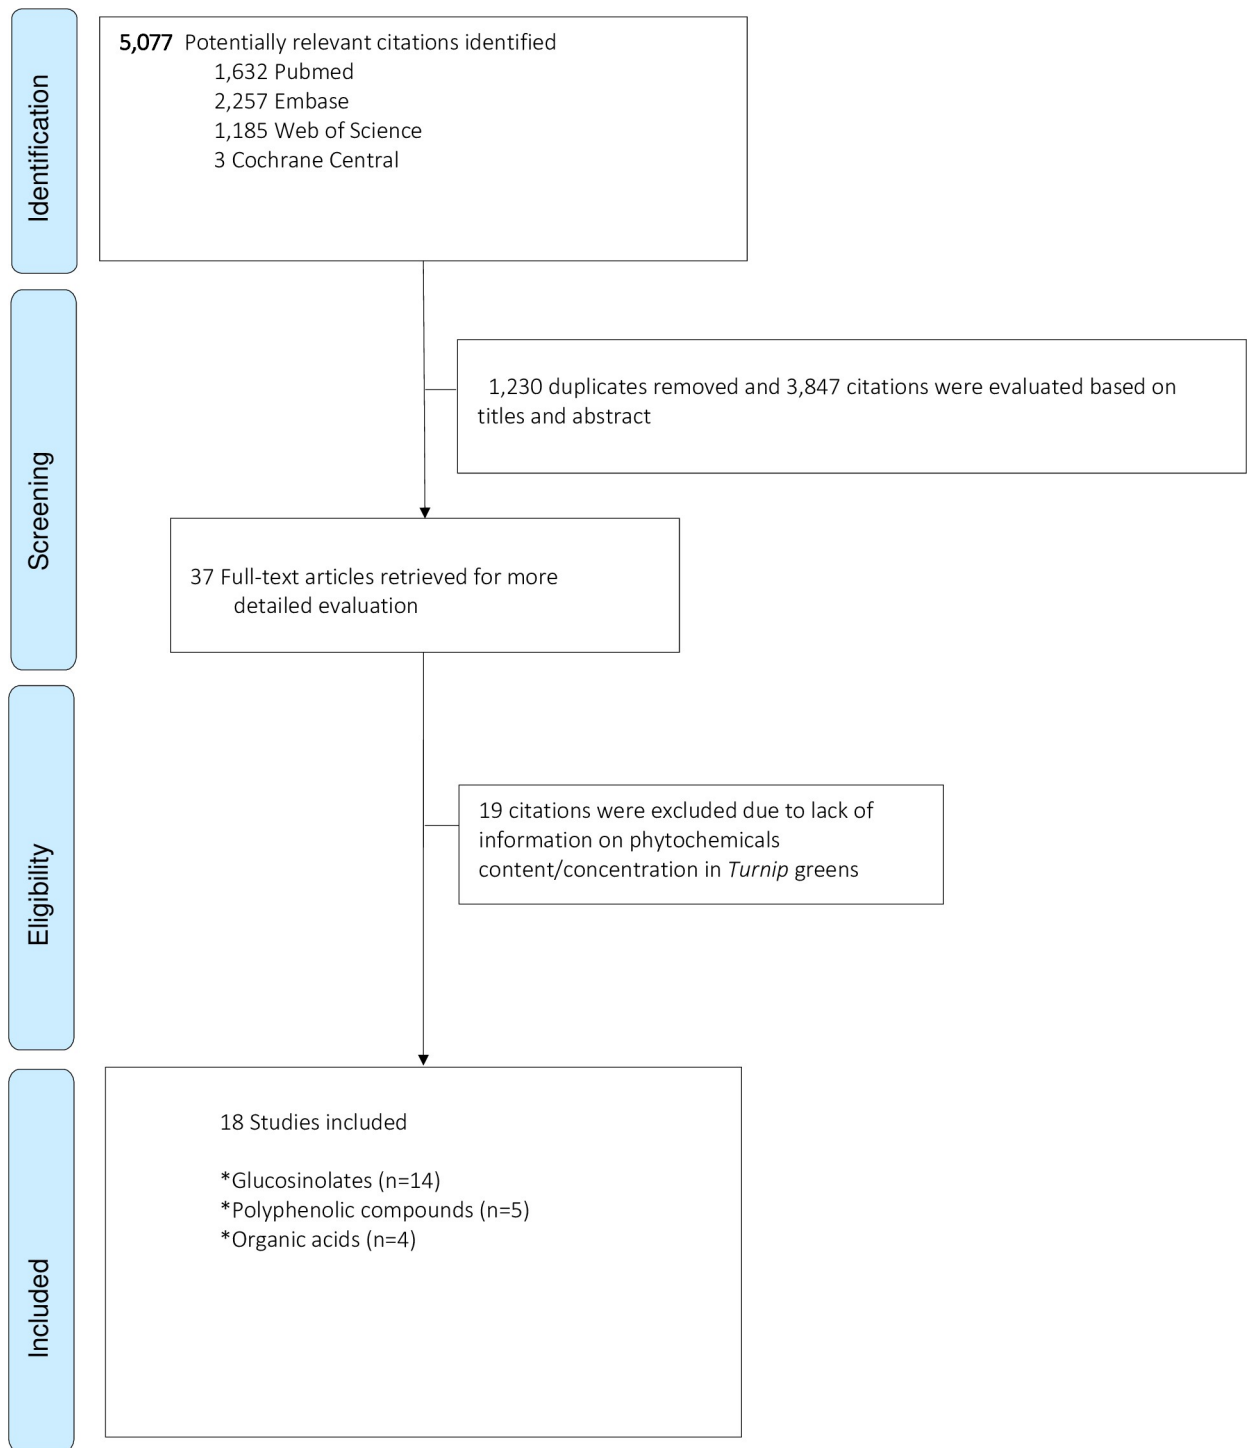 Identification
5,077 Potentially relevant citations identified
1,632 Pubmed
2,257 Embase
1,185 Web of Science
3 Cochrane Central
Screening
1,230 duplicates removed and 3,847 citations were evaluated based on
titles and abstract
37 Full-text articles retrieved for more
detailed evaluation
Eligibility
19 citations were excluded due to lack of
information on phytochemicals
content/concentration in Turnip greens
Included
18 Studies included
*Glucosinolates (n=14)
*Polyphenolic compounds (n=5)
*Organic acids (n=4)